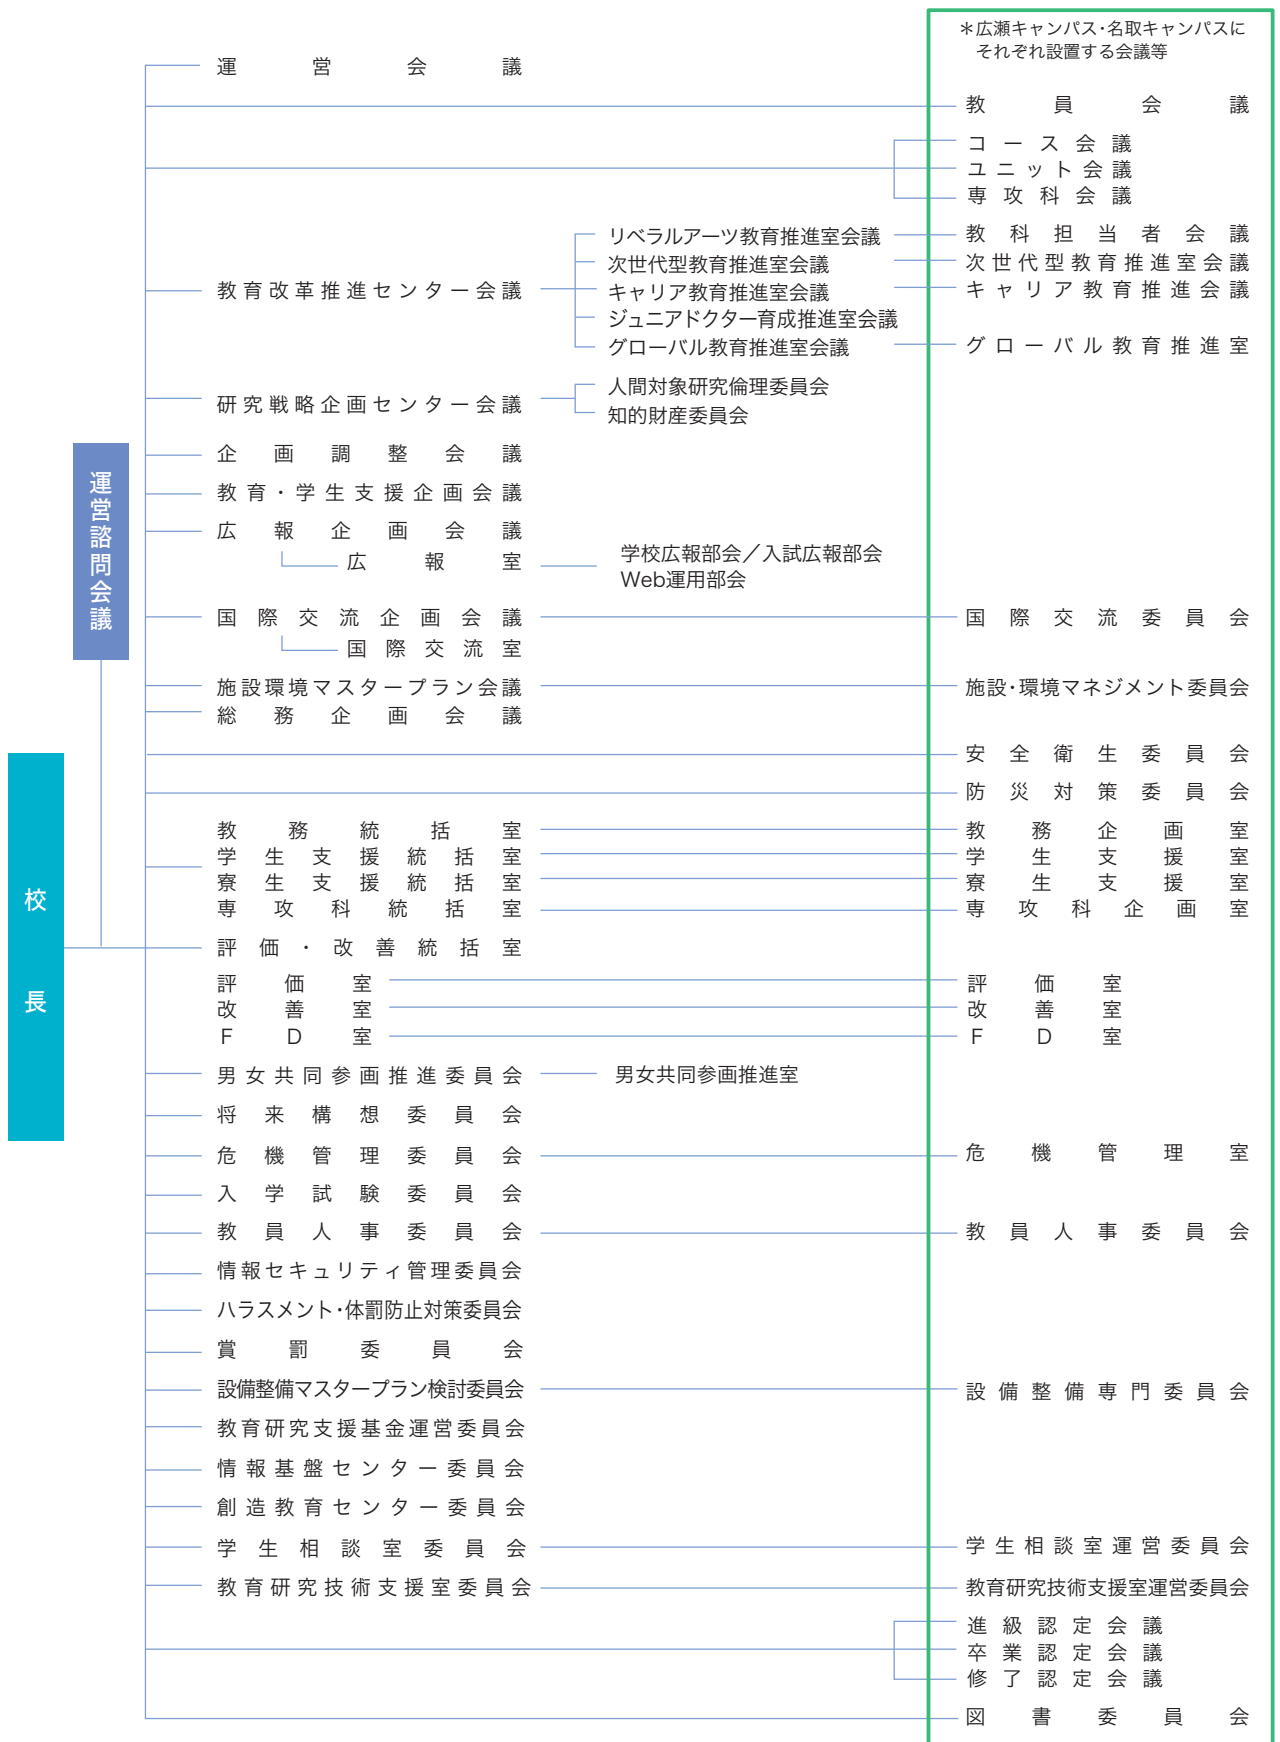 ＊広瀬キャンパス・名取キャンパスに
それぞれ設置する会議等
運営会議
教員会議
コース会議
ユニット会議
専攻科会議
教育改革推進センター会議
リベラルアーツ教育推進室会議
教科担当者会議
次世代型教育推進室会議
次世代型教育推進室会議
キャリア教育推進室会議
キャリア教育推進会議
ジュニアドクター育成推進室会議
グローバル教育推進室会議
グローバル教育推進室
研究戦略企画センター会議
人間対象研究倫理委員会
知的財産委員会
企画調整会議
教育・学生支援企画会議
広報企画会議
広報室
学校広報部会／入試広報部会
Web運用部会
運営諮問会議
国際交流企画会議
国際交流委員会
国際交流室
施設環境マスタープラン会議
施設・環境マネジメント委員会
総務企画会議
安全衛生委員会
防災対策委員会
校長
教務統括室
教務企画室
学生支援統括室
学生支援室
寮生支援統括室
寮生支援室
専攻科統括室
専攻科企画室
評価・改善統括室
評価室
評価室
改善室
改善室
FD室
FD室
男女共同参画推進委員会
男女共同参画推進室
将来構想委員会
危機管理委員会
危機管理室
入学試験委員会
教員人事委員会
教員人事委員会
情報セキュリティ管理委員会
ハラスメント・体罰防止対策委員会
賞罰委員会
設備整備マスタープラン検討委員会
設備整備専門委員会
教育研究支援基金運営委員会
情報基盤センター委員会
創造教育センター委員会
学生相談室委員会
学生相談室運営委員会
教育研究技術支援室委員会
教育研究技術支援室運営委員会
進級認定会議
卒業認定会議
修了認定会議
図書委員会